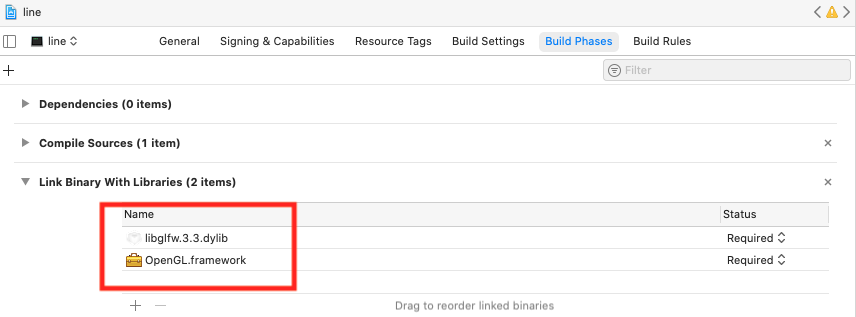 line
line General Signing & Capabilities Resource Tags Build Settings Build Phases Build Rules
Filter
Dependencies (0 items)
Compile Sources (1 item)
Link Binary With Libraries (2 items)
Name Status
libglfw.3.3.dylib Required
OpenGL.framework Required
Drag to reorder linked binaries